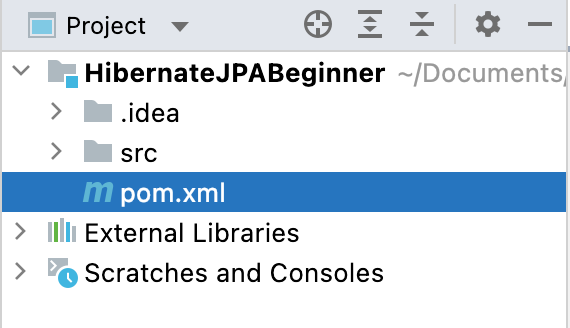 Project
HibernateJPABeginner ~/Documents/
.idea
src
m pom.xml
External Libraries
Scratches and Consoles